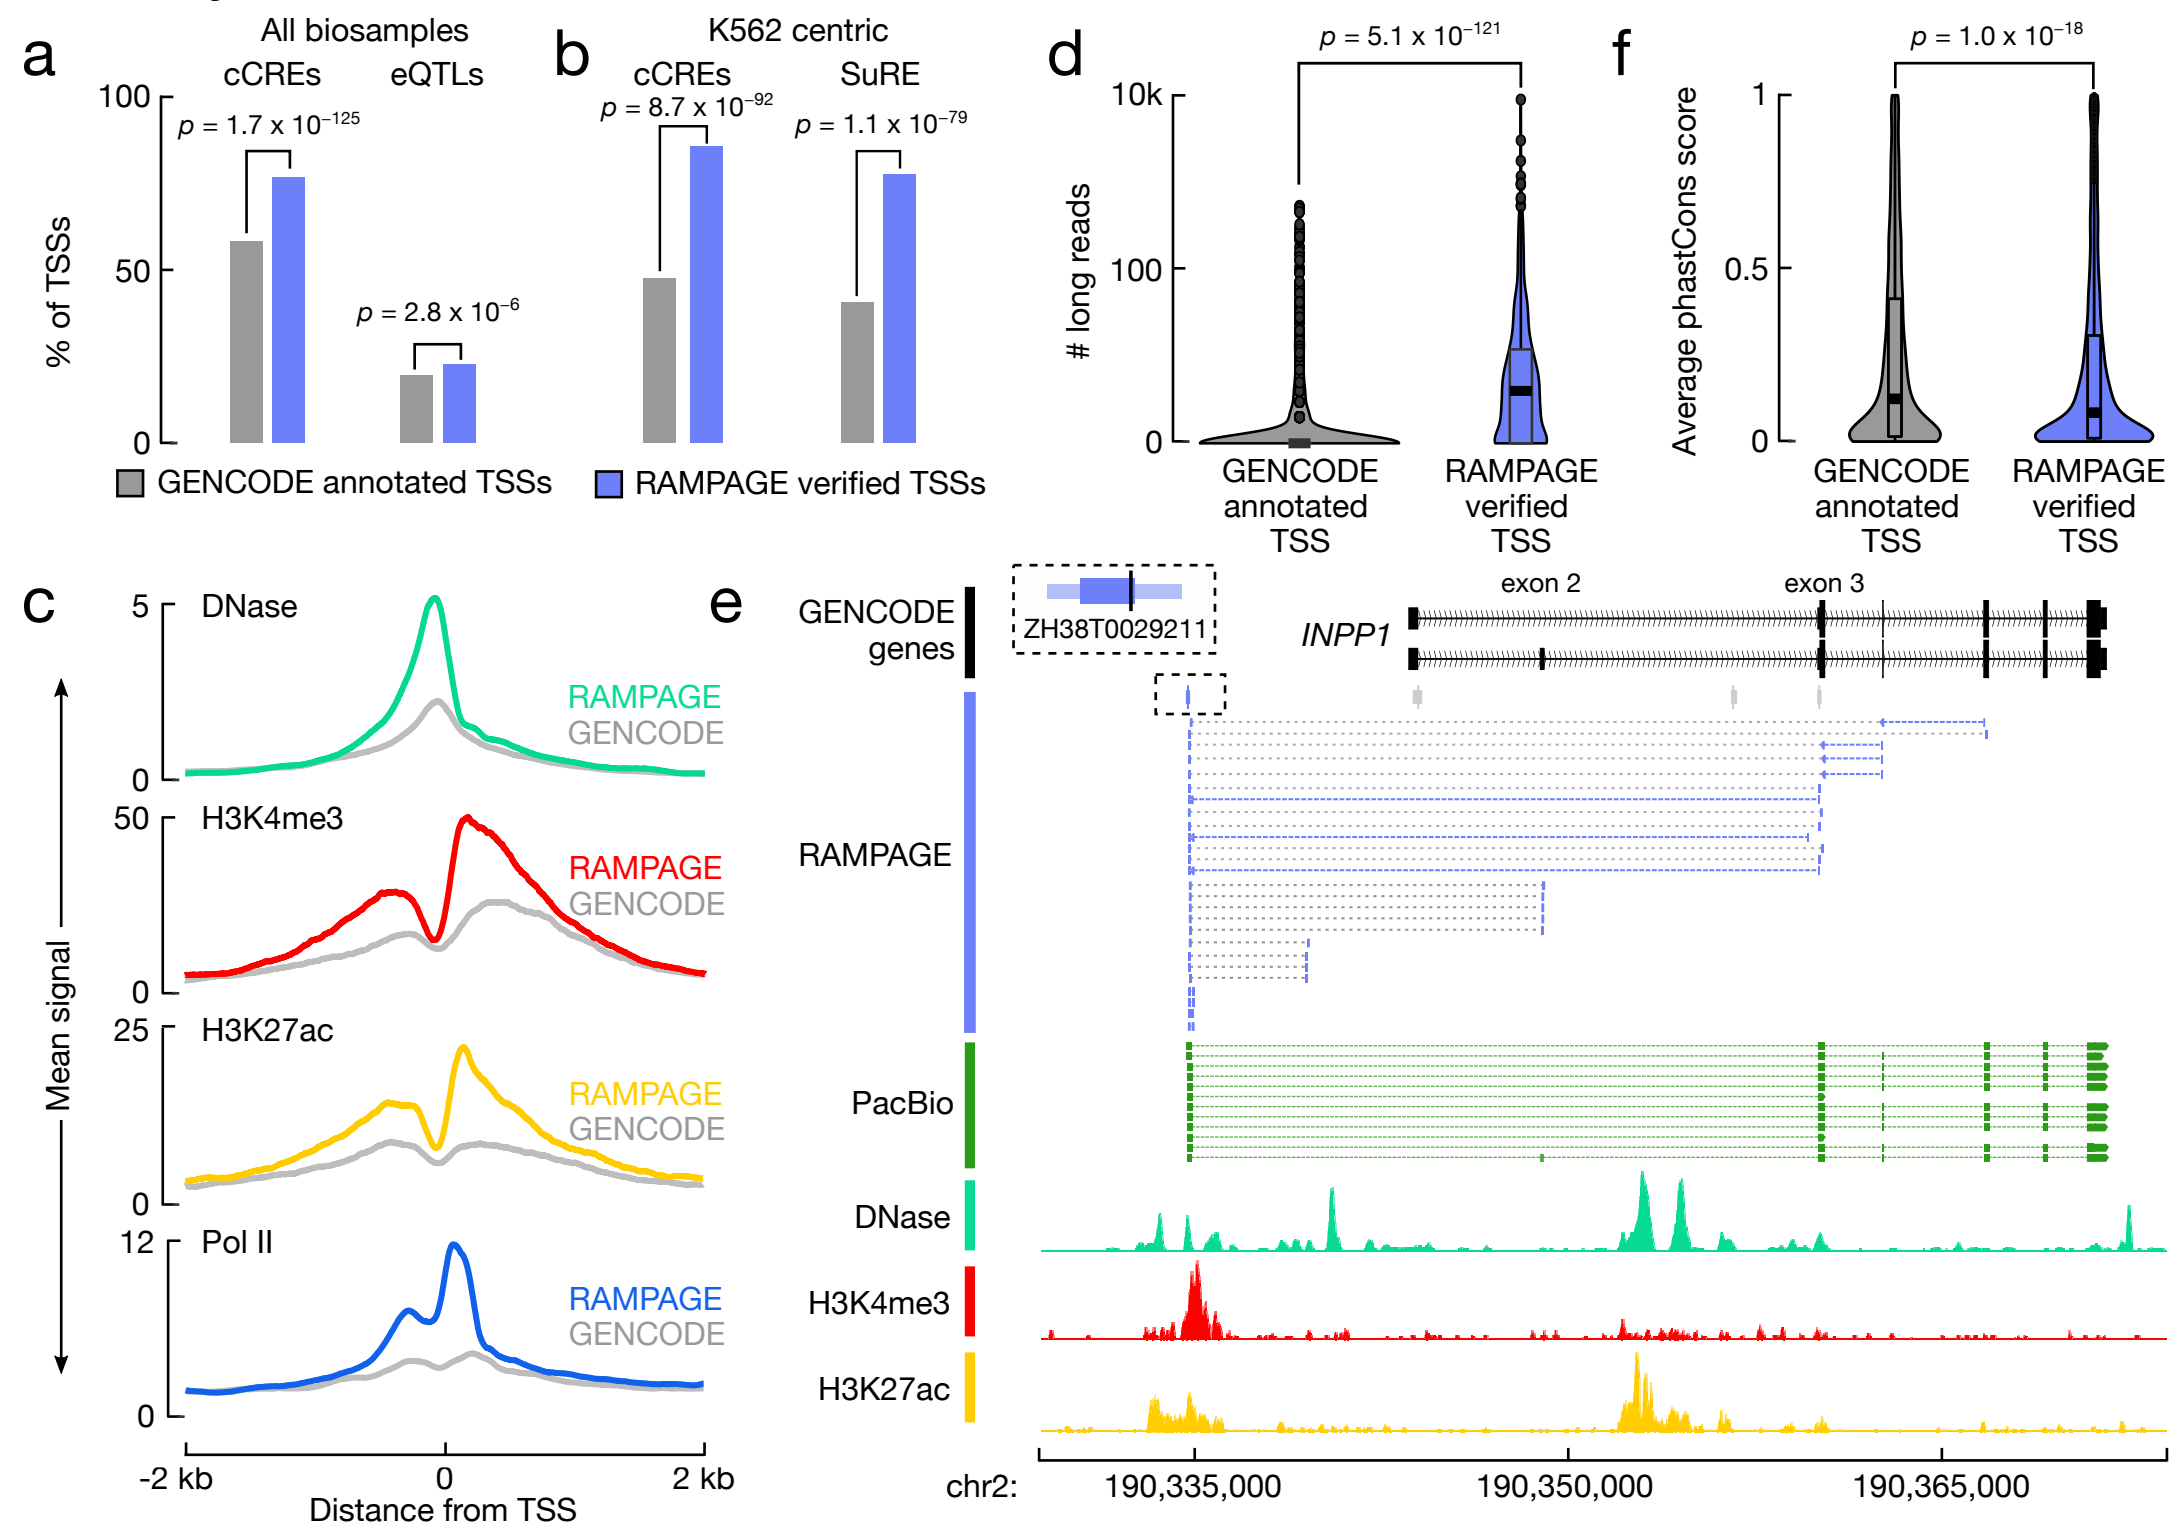 a
All biosamples
cCREs
eQTLs
100
50
0
% of TSSs
p = 1.7 x 10⁻¹²⁵
p = 2.8 x 10⁻⁶
b
K562 centric
cCREs
SuRE
p = 8.7 x 10⁻⁹²
p = 1.1 x 10⁻⁷⁹
GENCODE annotated TSSs
RAMPAGE verified TSSs
d
p = 5.1 x 10⁻¹²¹
10k
100
0
# long reads
GENCODE
annotated
TSS
RAMPAGE
verified
TSS
f
p = 1.0 x 10⁻¹⁸
1
0.5
0
Average phastCons score
GENCODE
annotated
TSS
RAMPAGE
verified
TSS
c
Mean signal
5
0
DNase
RAMPAGE
GENCODE
50
0
H3K4me3
RAMPAGE
GENCODE
25
0
H3K27ac
RAMPAGE
GENCODE
12
0
Pol II
RAMPAGE
GENCODE
-2 kb
0
2 kb
Distance from TSS
e
GENCODE
genes
ZH38T0029211
INPP1
exon 2
exon 3
RAMPAGE
PacBio
DNase
H3K4me3
H3K27ac
chr2:
190,335,000
190,350,000
190,365,000